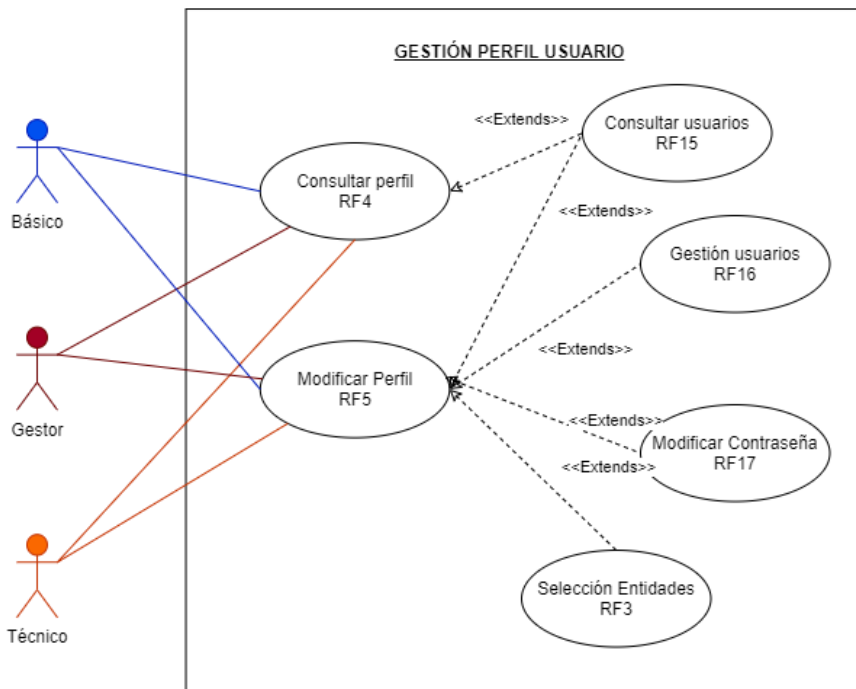 GESTIÓN PERFIL USUARIO
<<Extends>>
Consultar usuarios
RF15
Básico
Consultar perfil
RF4
<<Extends>>
Gestión usuarios
RF16
Gestor
Modificar Perfil
RF5
<<Extends>>
<<Extends>>
Modificar Contraseña
RF17
<<Extends>>
Técnico
Selección Entidades
RF3